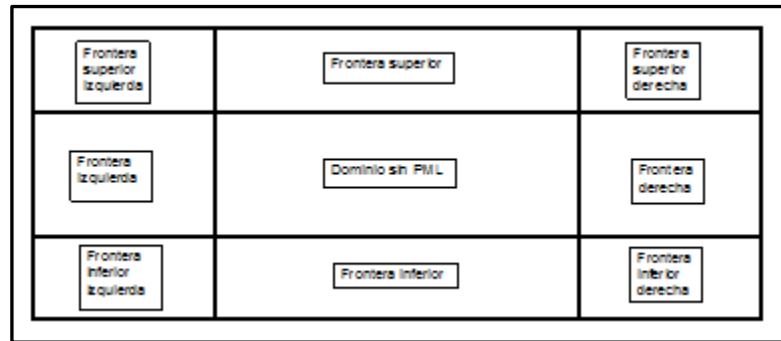 Frontera
superior
Izquierda
Frontera superior
Frontera
superior
derecha
Frontera
Izquierda
Dominio sin PML
Frontera
derecha
Frontera
Inferior
Izquierda
Frontera Inferior
Frontera
Inferior
derecha